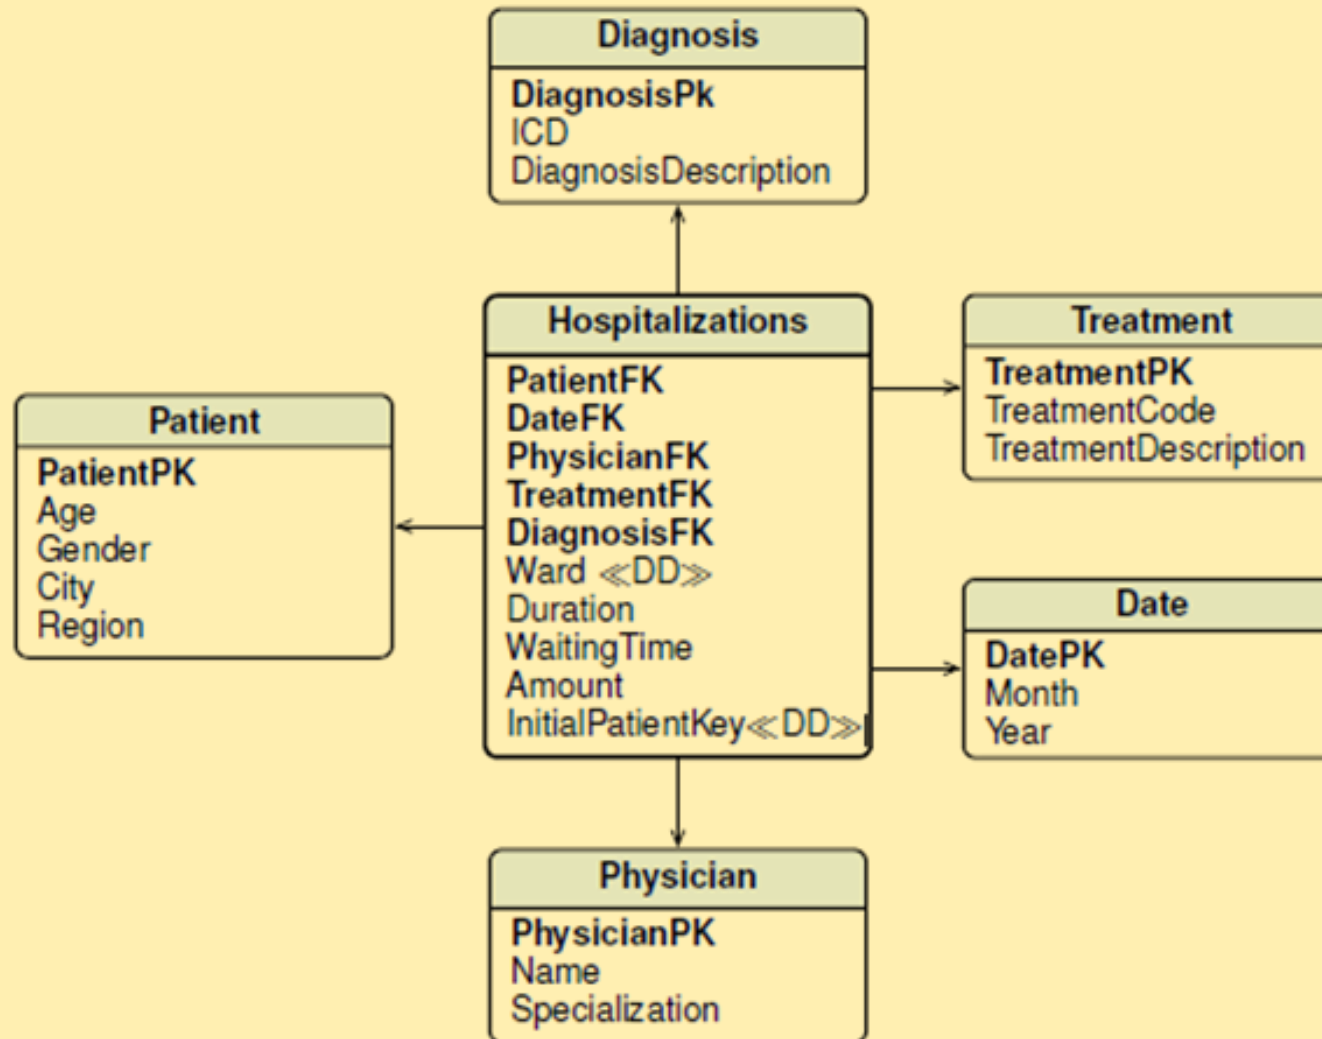 Diagnosis
DiagnosisPk
ICD
DiagnosisDescription
Hospitalizations
PatientFK
DateFK
PhysicianFK
TreatmentFK
DiagnosisFK
Ward ≪DD≫
Duration
WaitingTime
Amount
InitialPatientKey≪DD≫
Treatment
TreatmentPK
TreatmentCode
TreatmentDescription
Patient
PatientPK
Age
Gender
City
Region
Date
DatePK
Month
Year
Physician
PhysicianPK
Name
Specialization